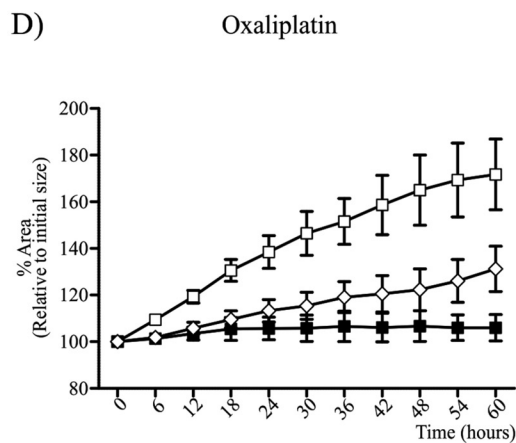 D)
Oxaliplatin
% Area
(Relative to initial size)
200
180
160
140
120
100
80
0 6 12 18 24 30 36 42 48 54 60
Time (hours)